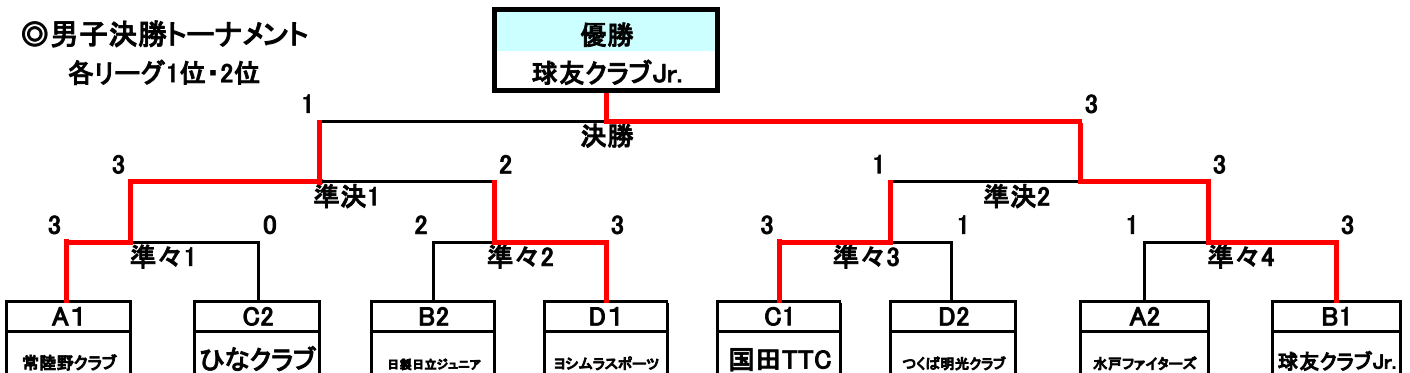 ◎男子決勝トーナメント
各リーグ1位・2位
優勝
球友クラブJr.
1 3
決勝
3 2 1 3
準決1 準決2
3 0 2 3 3 1 1 3
準々1 準々2 準々3 準々4
A1 C2 B2 D1 C1 D2 A2 B1
常陸野クラブ ひなクラブ 日製日立ジュニア ヨシムラスポーツ 国田TTC つくば明光クラブ 水戸ファイターズ 球友クラブJr.